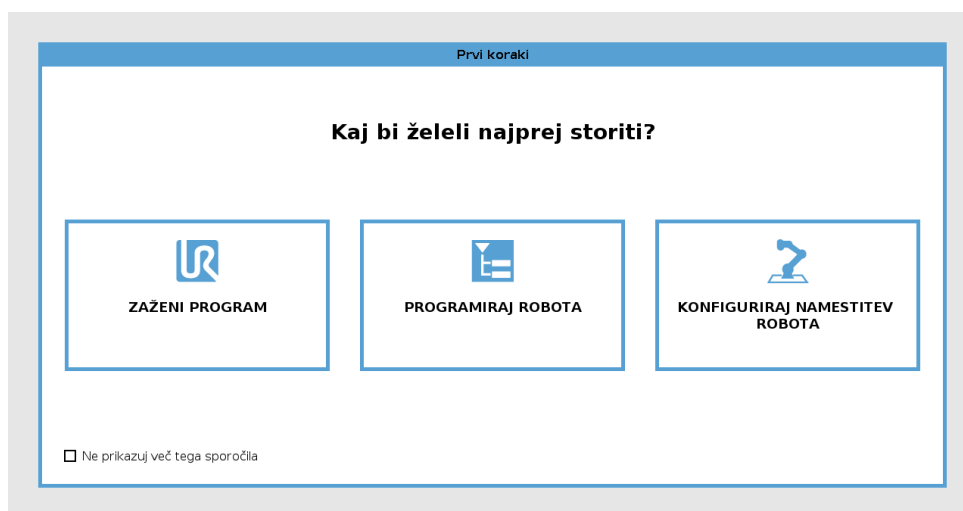 Prvi koraki
Kaj bi želeli najprej storiti?
ZAŽENI PROGRAM
PROGRAMIRAJ ROBOTA
KONFIGURIRAJ NAMESTITEV
ROBOTA
Ne prikazuj več tega sporočila